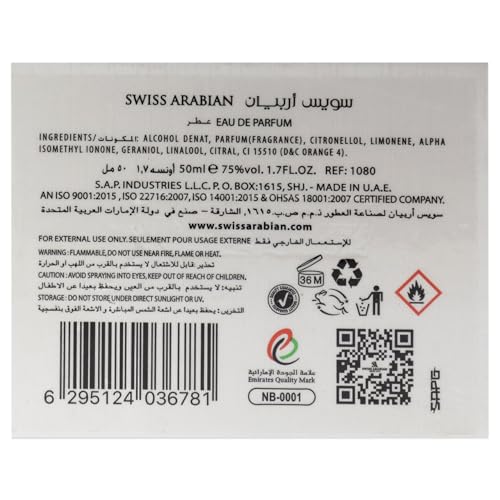 SWISS ARABIAN سويس أربيان
EAU DE PARFUM عطر
INGREDIENTS/المكونات: ALCOHOL DENAT, PARFUM(FRAGRANCE), CITRONELLOL, LIMONENE, ALPHA
ISOMETHYL IONONE, GERANIOL, LINALOOL, CITRAL, CI 15510 (D&C ORANGE 4).
50ml e 75%vol. 1.7FL.OZ. REF: 1080 ٥٠ مل ١,٧ أونسه
S.A.P. INDUSTRIES L.L.C. P. O. BOX:1615, SHJ. - MADE IN U.A.E.
AN ISO 9001:2015, ISO 22716:2007, ISO 14001:2015 & OHSAS 18001:2007 CERTIFIED COMPANY.
سويس أربيان لصناعة العطور ذ.م.م ص.ب. ١٦١٥، الشارقة - صنع في دولة الإمارات العربية المتحدة
www.swissarabian.com
FOR EXTERNAL USE ONLY. SEULEMENT POUR USAGE EXTERNE للإستعمال الخارجي فقط
WARNING: FLAMMABLE, DO NOT USE NEAR FIRE, FLAME OR HEAT.
تحذير: قابل للاشتعال لا يستخدم بالقرب من اللهب او الحرارة
CAUTION: AVOID SPRAYING INTO EYES, KEEP OUT OF REACH OF CHILDREN.
تنبيه: يجنب ملامسة العينين ويحفظ بعيدا عن الاطفال
STORAGE: DO NOT STORE UNDER DIRECT SUNLIGHT OR UV.
التخزين: يحفظ بعيدا عن اشعة الشمس المباشرة و الاشعة الفوق بنفسجية
36 M
علامة الجودة الإماراتية
Emirates Quality Mark
NB-0001
6 295124 036781
SAPG